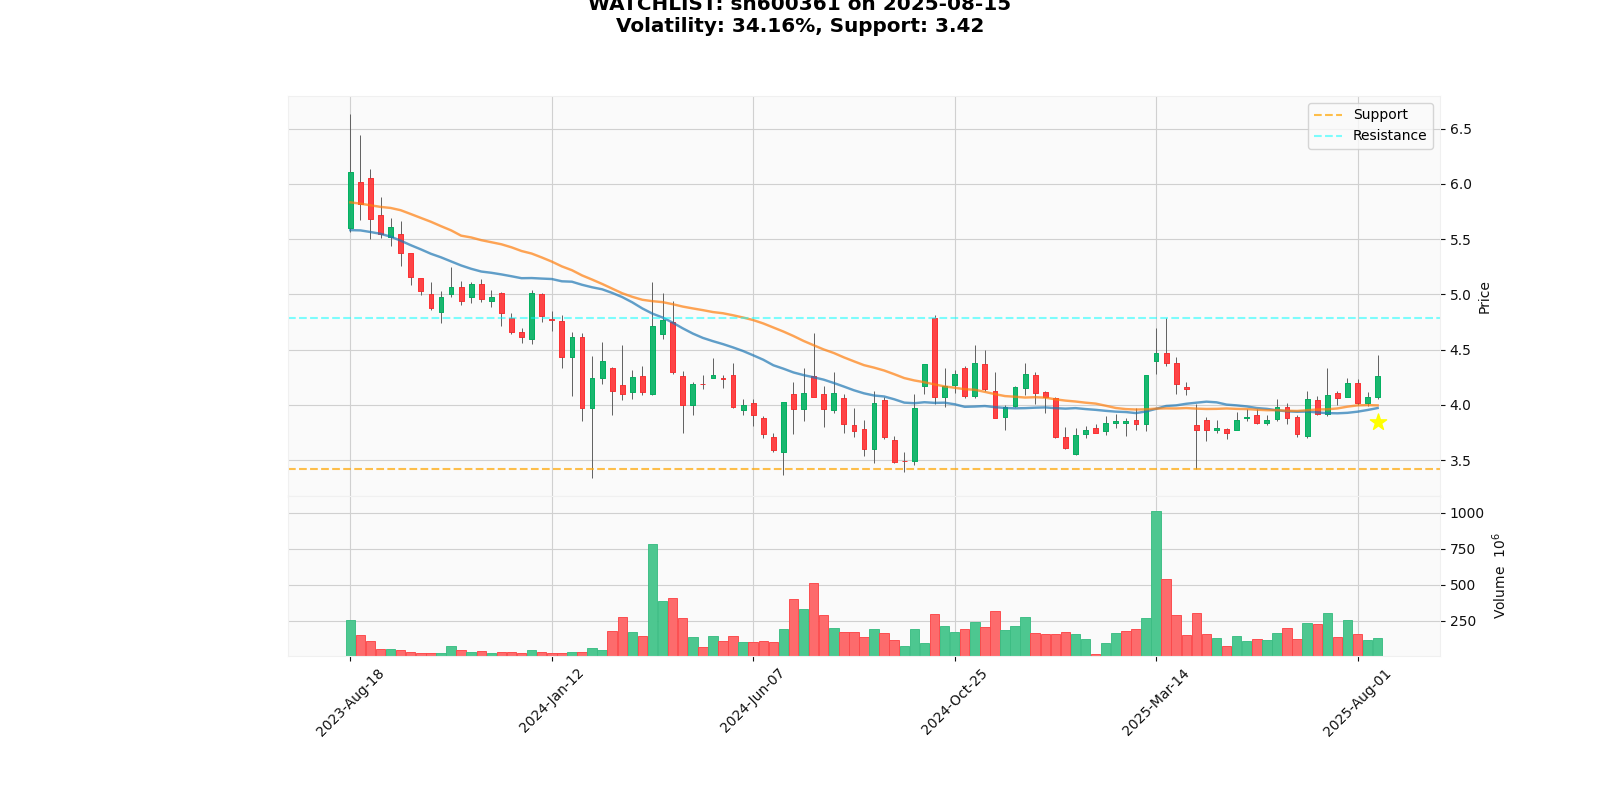 WATCHLIST: sh600361 on 2025-08-15
Volatility: 34.16%, Support: 3.42
Support
Resistance
6.5
6.0
5.5
5.0
4.5
4.0
3.5
Price
1000
750
500
250
Volume 10^6
2023-Aug-18
2024-Jan-12
2024-Jun-07
2024-Oct-25
2025-Mar-14
2025-Aug-01